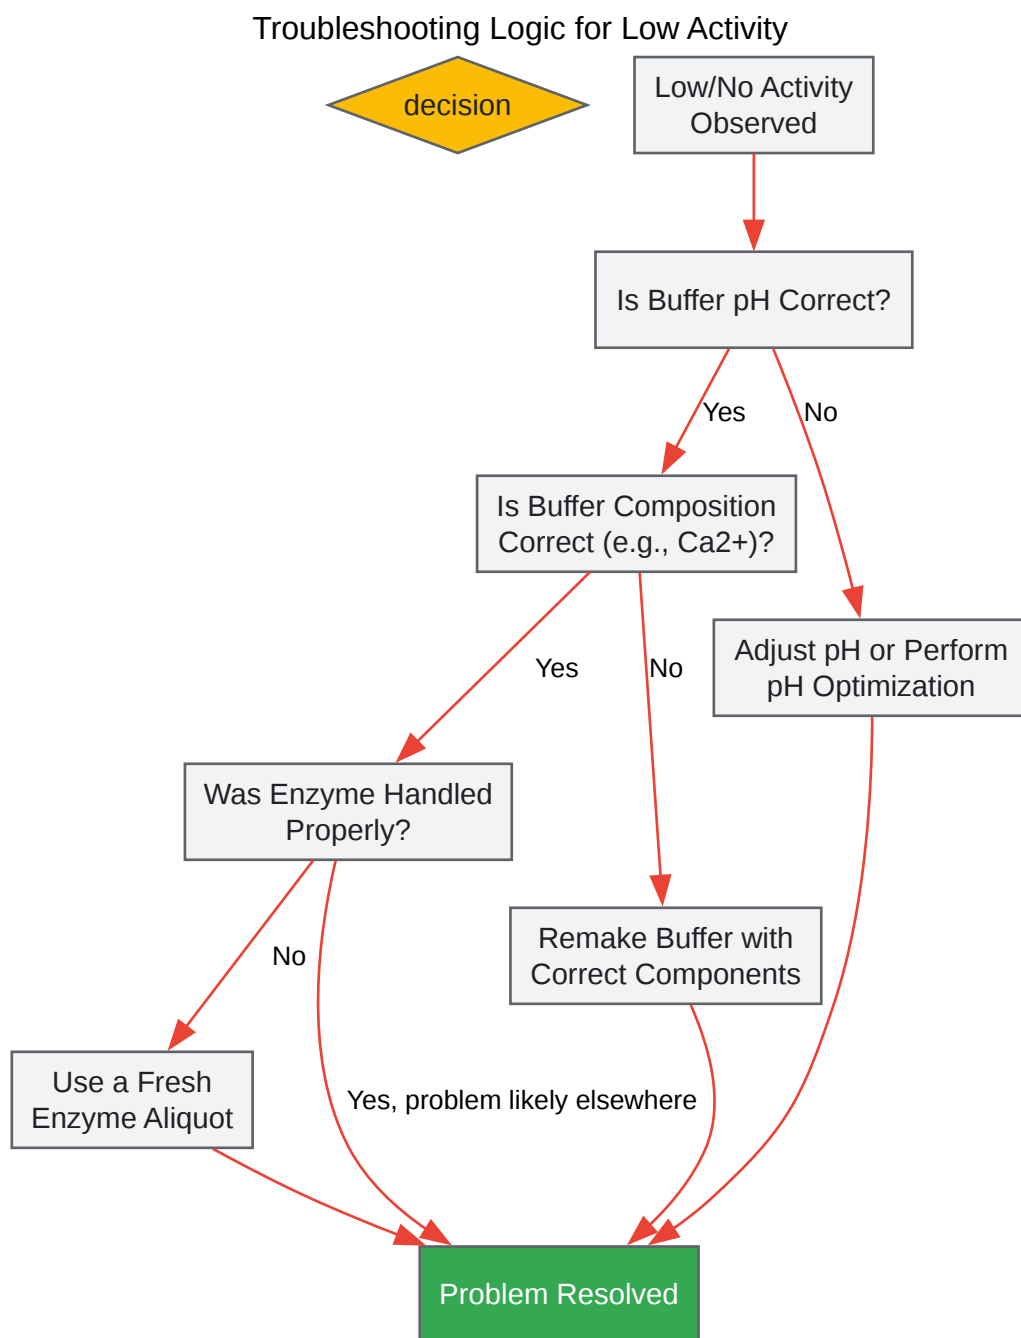 Troubleshooting Logic for Low Activity
decision
Low/No Activity
Observed
Is Buffer pH Correct?
Yes
No
Is Buffer Composition
Correct (e.g., Ca2+)?
Yes
No
Adjust pH or Perform
pH Optimization
Was Enzyme Handled
Properly?
No
Remake Buffer with
Correct Components
Use a Fresh
Enzyme Aliquot
Yes, problem likely elsewhere
Problem Resolved